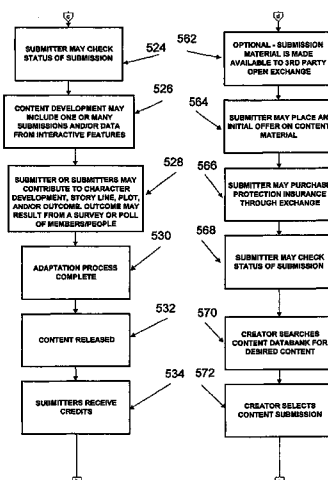 c
SUBMITTER MAY CHECK
STATUS OF SUBMISSION
524
CONTENT DEVELOPMENT MAY
INCLUDE ONE OR MANY
SUBMISSIONS AND/OR DATA
FROM INTERACTIVE FEATURES
526
SUBMITTER OR SUBMITTERS MAY
CONTRIBUTE TO CHARACTER
DEVELOPMENT, STORY LINE, PLOT,
AND/OR OUTCOME. OUTCOME MAY
RESULT FROM A SURVEY OR POLL
OF MEMBERS/PEOPLE
528
ADAPTATION PROCESS
COMPLETE
530
CONTENT RELEASED
532
SUBMITTERS RECEIVE
CREDITS
534
d
562
OPTIONAL - SUBMISSION
MATERIAL IS MADE
AVAILABLE TO 3RD PARTY
OPEN EXCHANGE
564
SUBMITTER MAY PLACE AN
INITIAL OFFER ON CONTENT
MATERIAL
566
SUBMITTER MAY PURCHASE
PROTECTION INSURANCE
THROUGH EXCHANGE
568
SUBMITTER MAY CHECK
STATUS OF SUBMISSION
570
CREATOR SEARCHES
CONTENT DATABANK FOR
DESIRED CONTENT
572
CREATOR SELECTS
CONTENT SUBMISSION